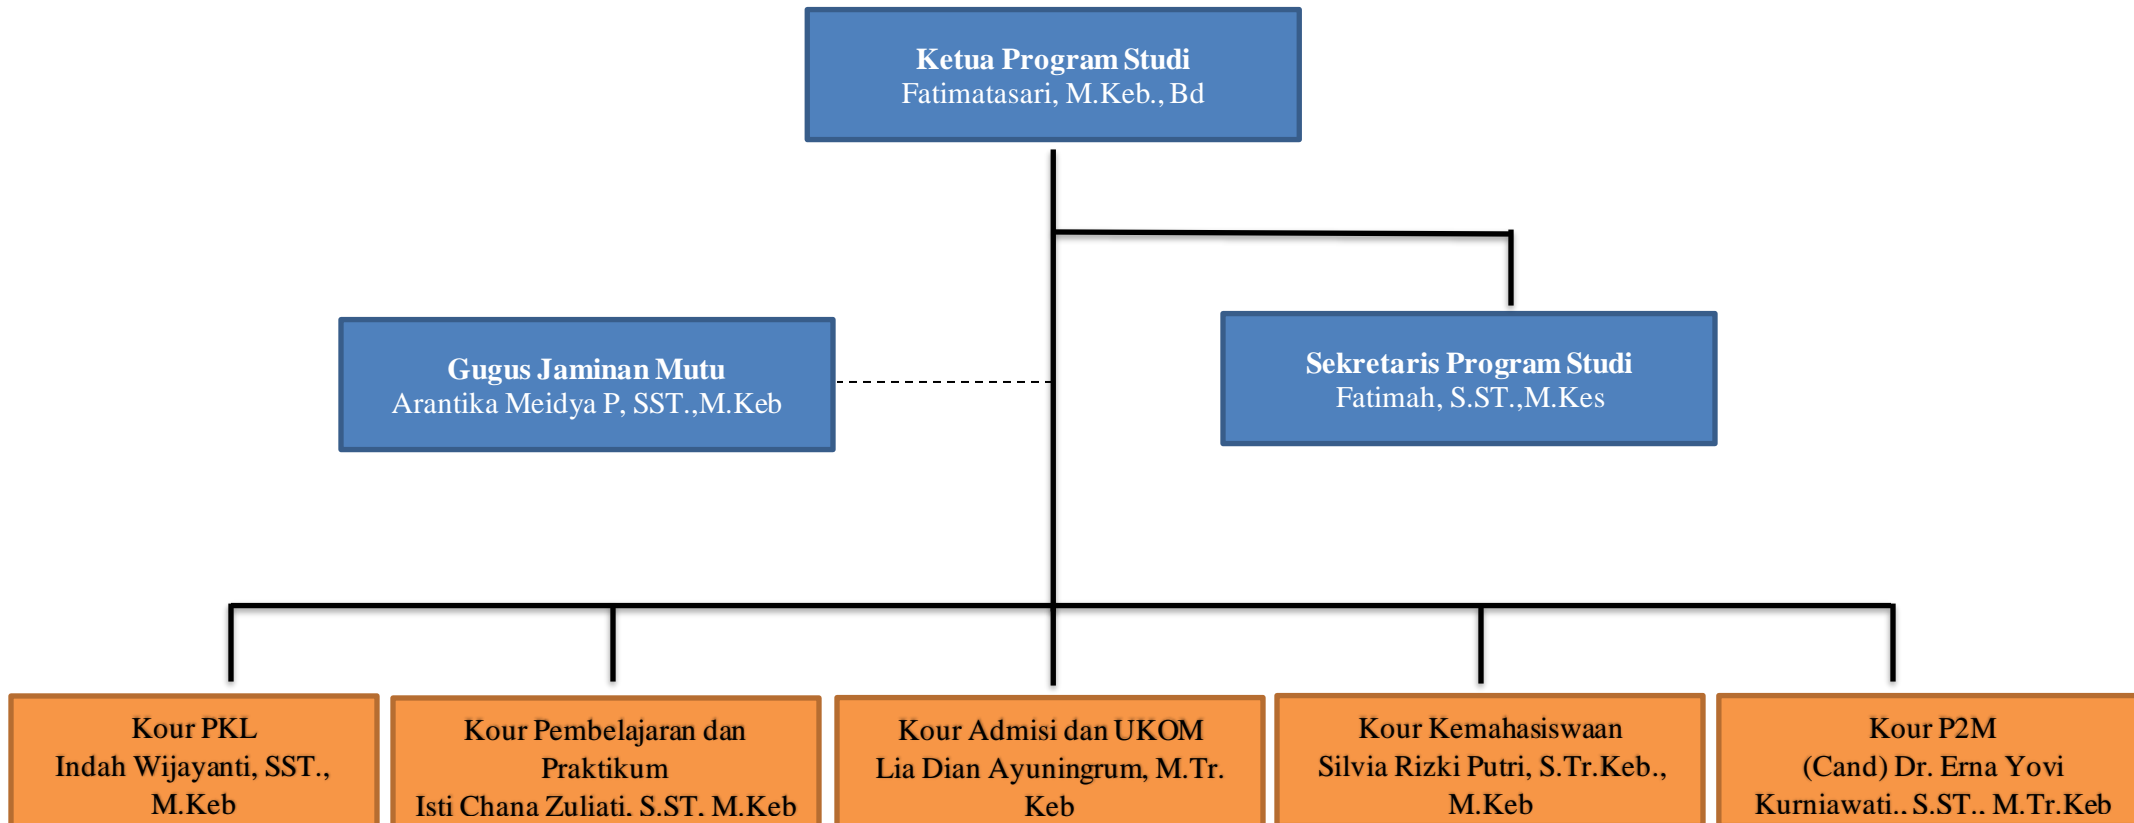 Ketua Program Studi
Fatimatasari, M.Keb., Bd
Gugus Jaminan Mutu
Arantika Meidya P, SST.,M.Keb
Sekretaris Program Studi
Fatimah, S.ST.,M.Kes
Kour PKL
Indah Wijayanti, SST.,
M.Keb
Kour Pembelajaran dan
Praktikum
Isti Chana Zuliati, S.ST, M.Keb
Kour Admisi dan UKOM
Lia Dian Ayuningrum, M.Tr.
Keb
Kour Kemahasiswaan
Silvia Rizki Putri, S.Tr.Keb.,
M.Keb
Kour P2M
(Cand) Dr. Erna Yovi
Kurniawati,. S.ST., M.Tr.Keb